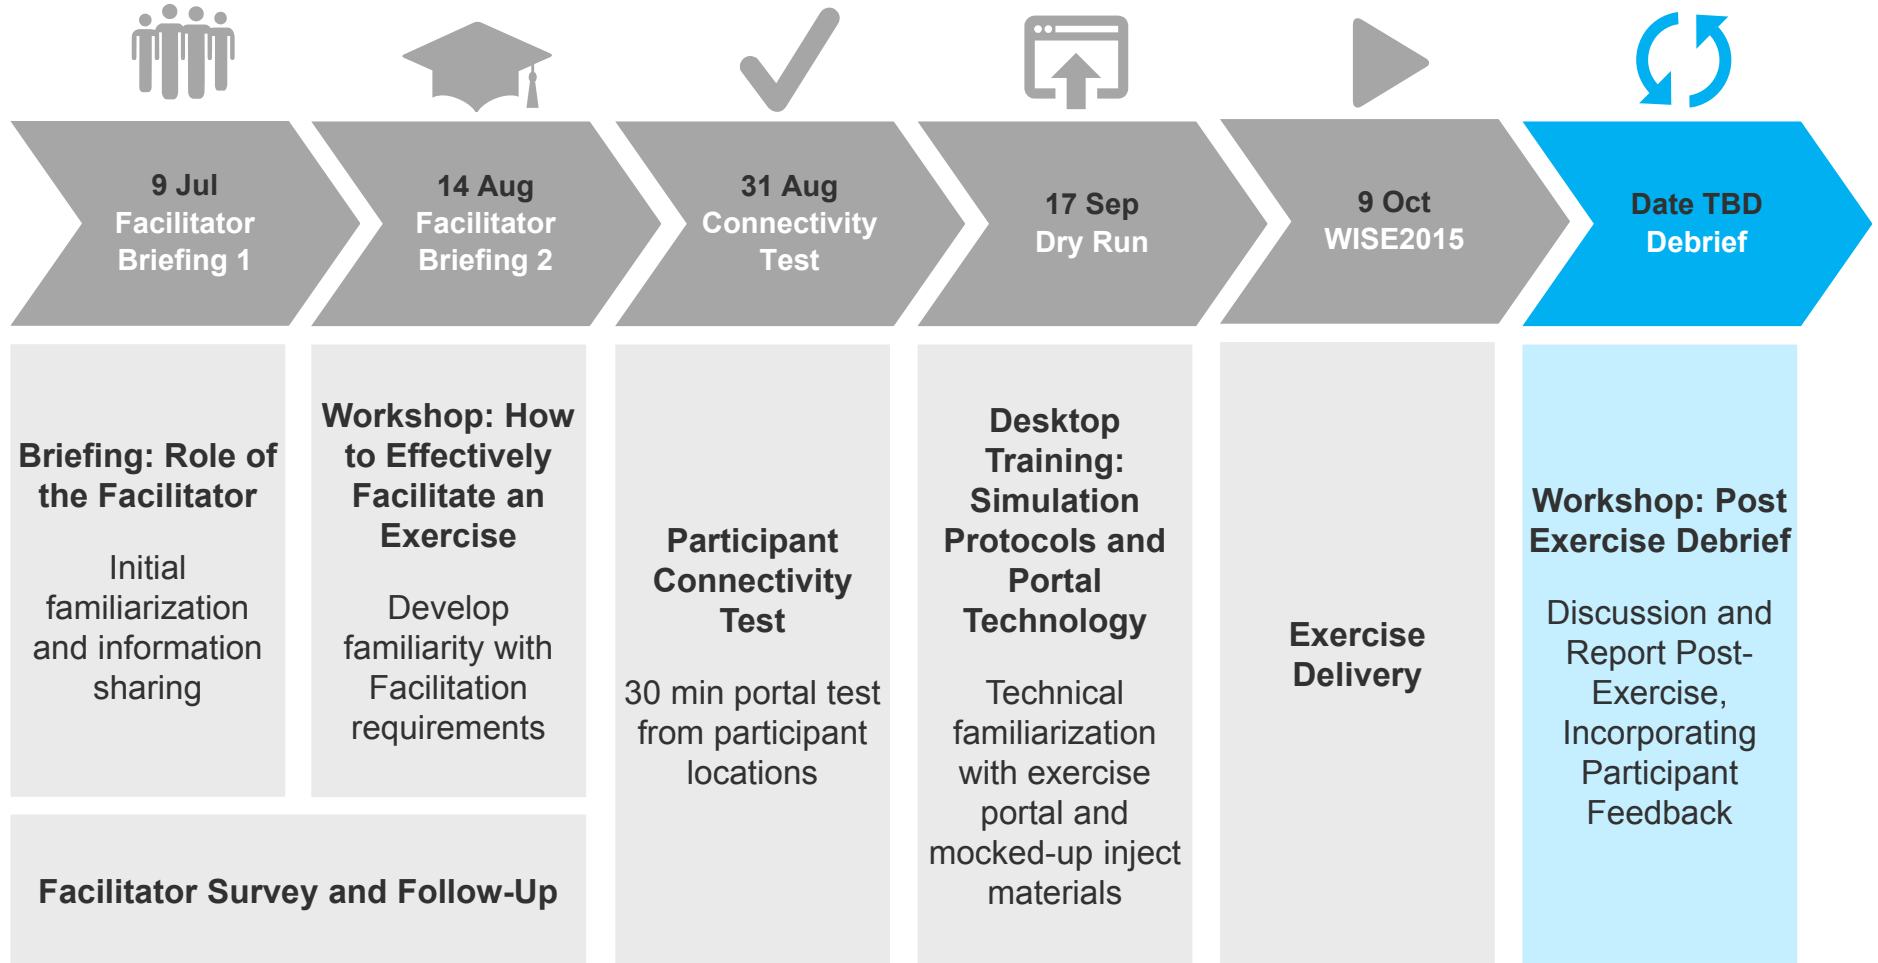 9 Jul
Facilitator
Briefing 1
14 Aug
Facilitator
Briefing 2
31 Aug
Connectivity
Test
17 Sep
Dry Run
9 Oct
WISE2015
Date TBD
Debrief
Briefing: Role of
the Facilitator
Initial
familiarization
and information
sharing
Workshop: How
to Effectively
Facilitate an
Exercise
Develop
familiarity with
Facilitation
requirements
Facilitator Survey and Follow-Up
Participant
Connectivity
Test
30 min portal test
from participant
locations
Desktop
Training:
Simulation
Protocols and
Portal
Technology
Technical
familiarization
with exercise
portal and
mocked-up inject
materials
Exercise
Delivery
Workshop: Post
Exercise Debrief
Discussion and
Report Post-
Exercise,
Incorporating
Participant
Feedback